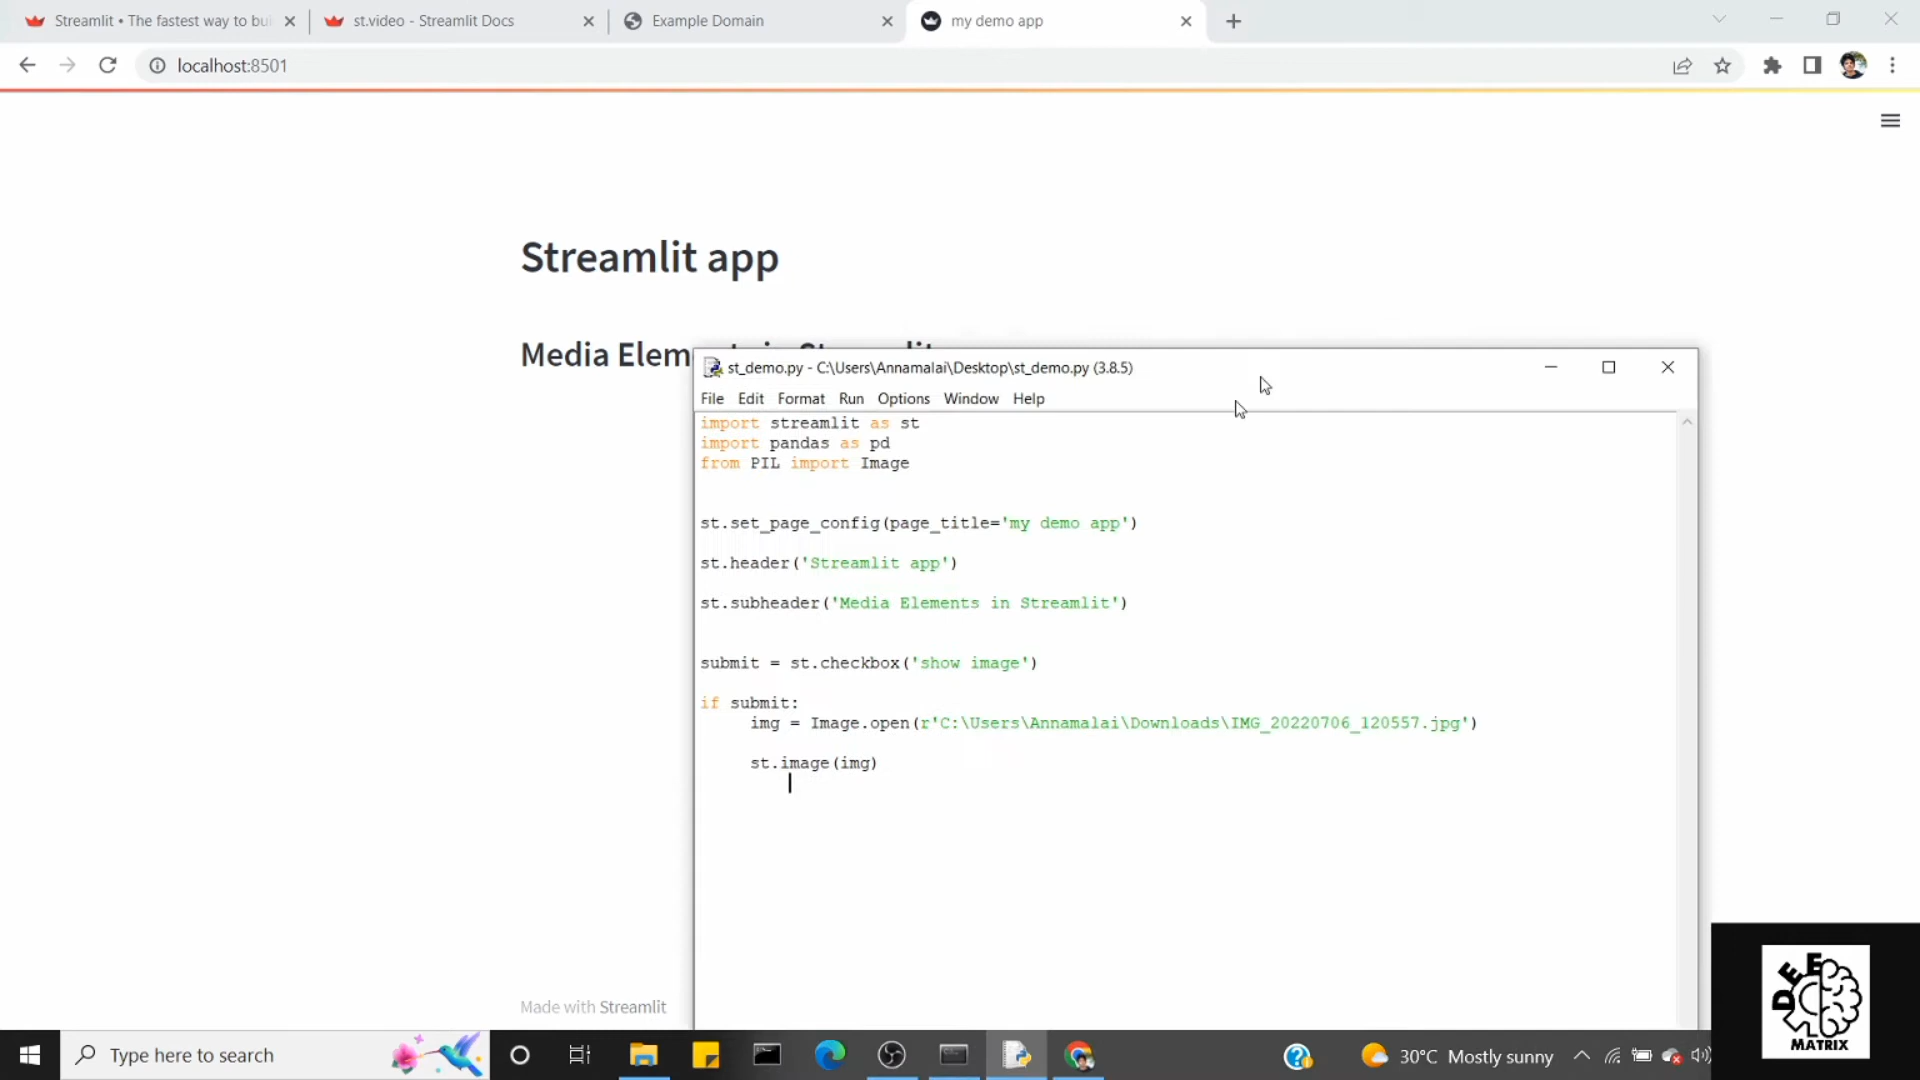 Streamlit • The fastest way to bui
st.video - Streamlit Docs
Example Domain
my demo app
localhost:8501
Streamlit app
st_demo.py - C:\Users\Annamalai\Desktop\st_demo.py (3.8.5)
File Edit Format Run Options Window Help
import streamlit as st
import pandas as pd
from PIL import Image
st.set_page_config(page_title='my demo app')
st.header('Streamlit app')
st.subheader('Media Elements in Streamlit')
submit = st.checkbox('show image')
if submit:
img = Image.open(r'C:\Users\Annamalai\Downloads\IMG_20220706_120557.jpg')
st.image(img)
Made with Streamlit
DEE
MATRIX
Type here to search
30°C Mostly sunny